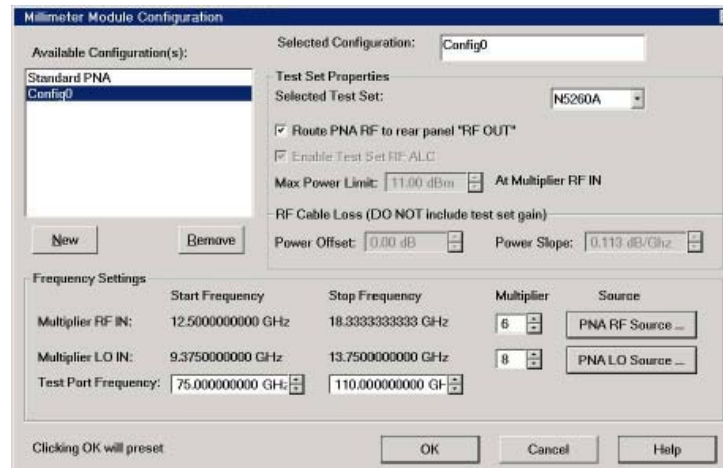 Millimeter Module Configuration
Available Configuration(s):
Selected Configuration: Config0
Standard PNA
Config0
Test Set Properties
Selected Test Set: N5260A
Route PNA RF to rear panel "RF OUT"
Enable Test Set RF ALC
Max Power Limit: 11.00 dBm At Multiplier RF IN
RF Cable Loss (DO NOT include test set gain)
New Remove
Power Offset: 0.00 dB Power Slope: 0.113 dB/Ghz
Frequency Settings
Start Frequency Stop Frequency Multiplier Source
Multiplier RF IN: 12.5000000000 GHz 18.3333333333 GHz 6 PNA RF Source ...
Multiplier LO IN: 9.3750000000 GHz 13.7500000000 GHz 8 PNA LO Source ...
Test Port Frequency: 75.000000000 GHz 110.000000000 GH
Clicking OK will preset OK Cancel Help